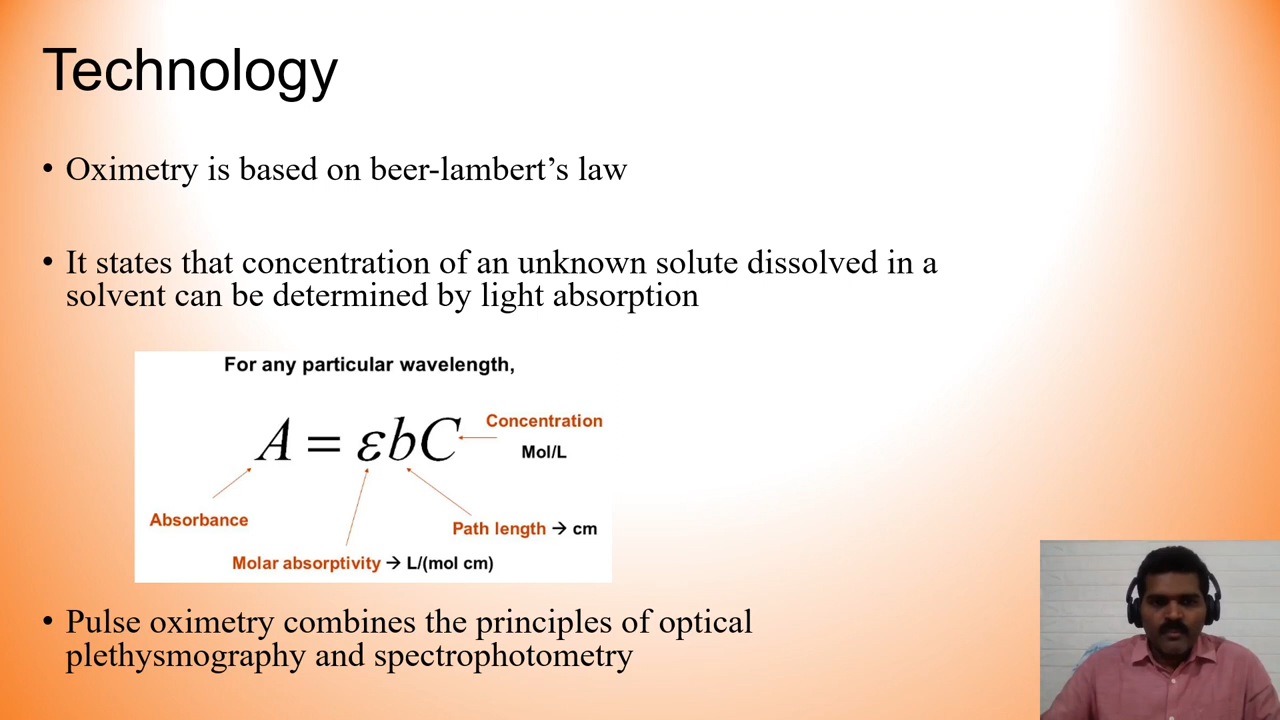 Technology
• Oximetry is based on beer-lambert’s law
• It states that concentration of an unknown solute dissolved in a
solvent can be determined by light absorption
For any particular wavelength,
A = εbC
Concentration
Mol/L
Absorbance
Path length → cm
Molar absorptivity → L/(mol cm)
• Pulse oximetry combines the principles of optical
plethysmography and spectrophotometry